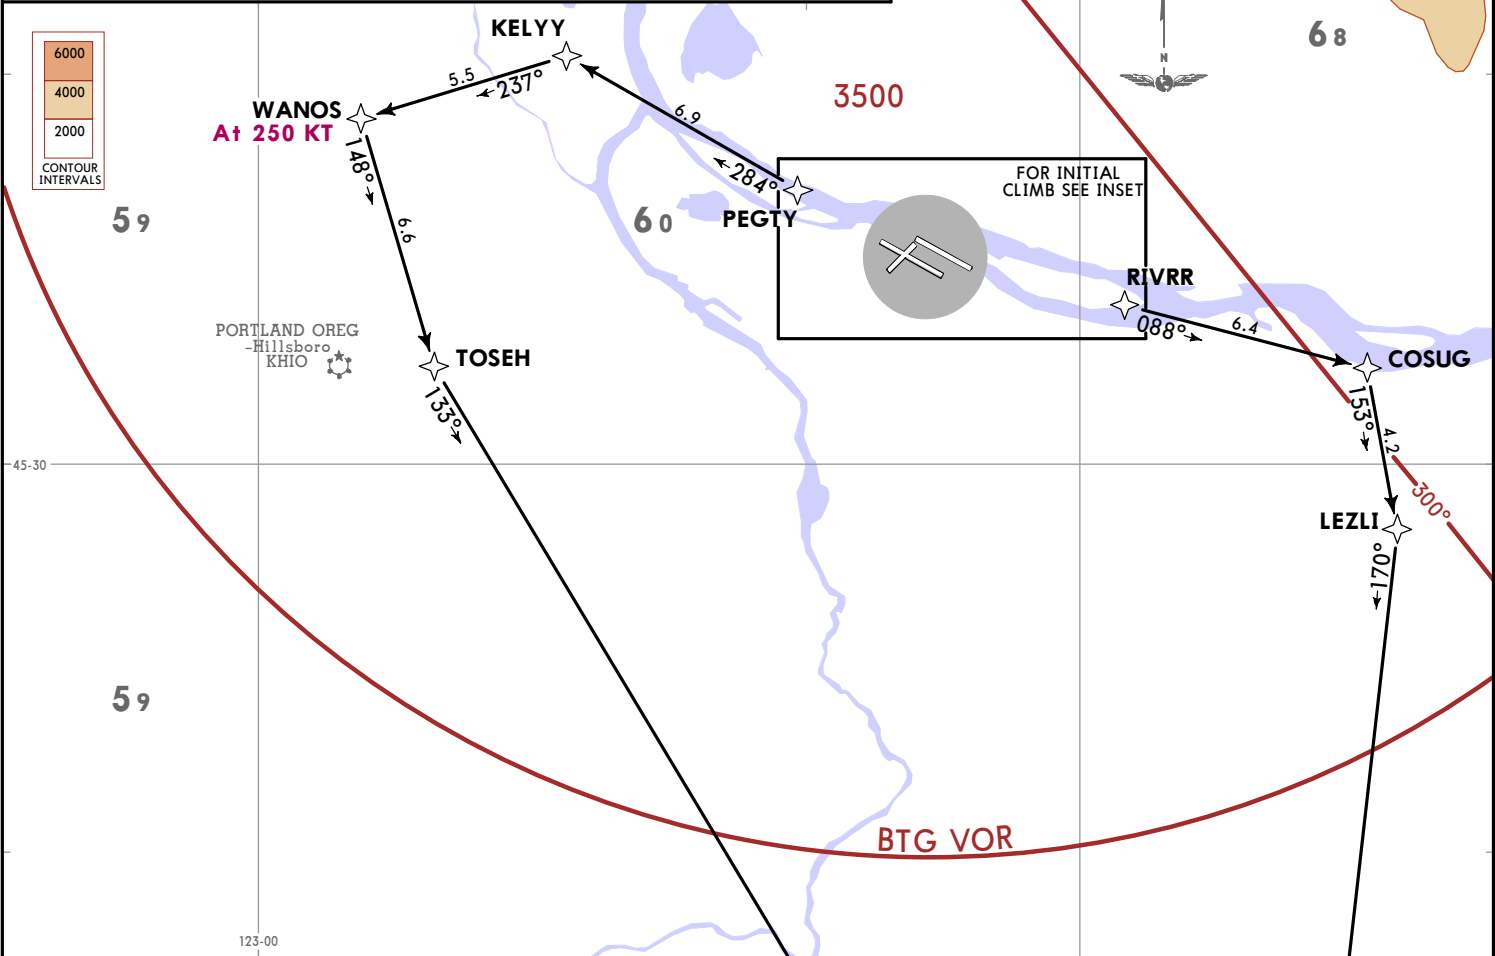 KELYY
6 8
6000
4000
2000
CONTOUR
INTERVALS
5.5
237°
N
WANOS
At 250 KT
6.9
3500
148°
284°
FOR INITIAL
CLIMB SEE INSET
5 9
6.6
6 0
PEGTY
RIVRR
PORTLAND OREG
-Hillsboro
KHIO
088°
6.4
TOSEH
COSUG
133°
153°
4.2
45-30
300°
LEZLI
170°
5 9
BTG VOR
123-00